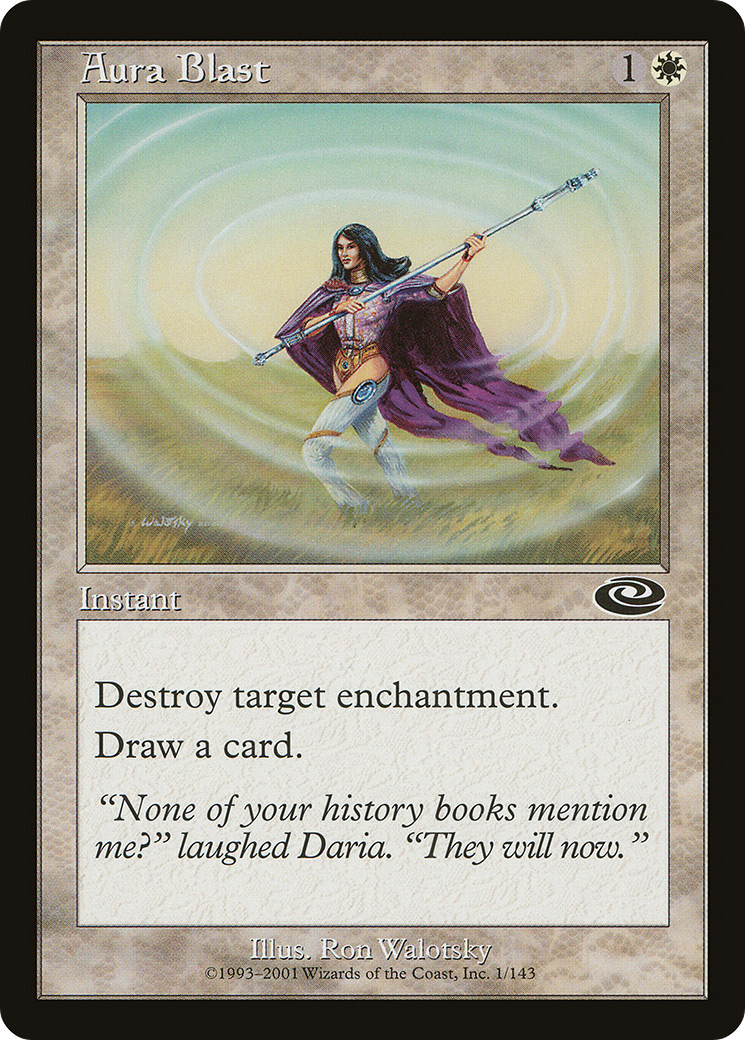 Aura Blast 1
Walotsky
Instant
Destroy target enchantment.
Draw a card.
“None of your history books mention
me?” laughed Daria. “They will now.”
Illus. Ron Walotsky
©1993–2001 Wizards of the Coast, Inc. 1/143